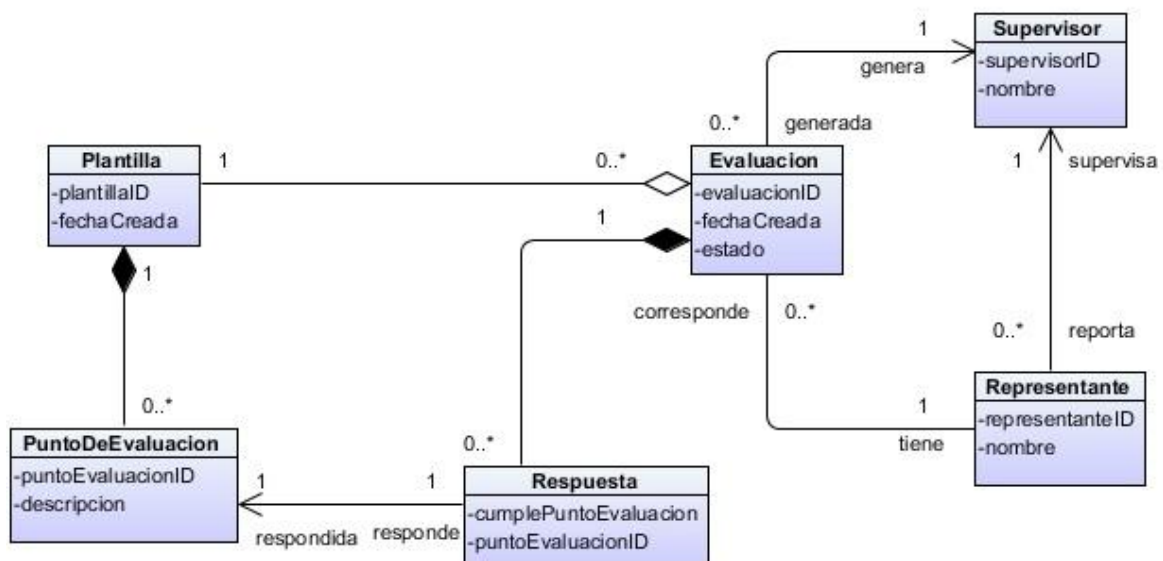 1
Supervisor
-supervisorID
-nombre
genera
0..*
generada
1
supervisa
Plantilla
-plantillaID
-fechaCreada
1
0..*
Evaluacion
-evaluacionID
-fechaCreada
-estado
1
1
corresponde
0..*
0..*
reporta
0..*
Representante
-representanteID
-nombre
1
tiene
PuntoDeEvaluacion
-puntoEvaluacionID
-descripcion
0..*
1
1
respondida
responde
Respuesta
-cumplePuntoEvaluacion
-puntoEvaluacionID